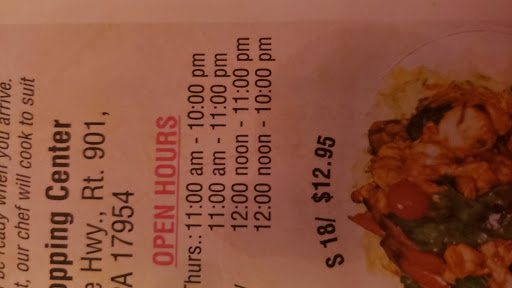 be ready when you arrive.
t, our chef will cook to suit
opping Center
e Hwy., Rt. 901,
PA 17954
OPEN HOURS
Thurs.: 11:00 am - 10:00 pm
11:00 am - 11:00 pm
12:00 noon - 11:00 pm
12:00 noon - 10:00 pm
S 18/ $12.95